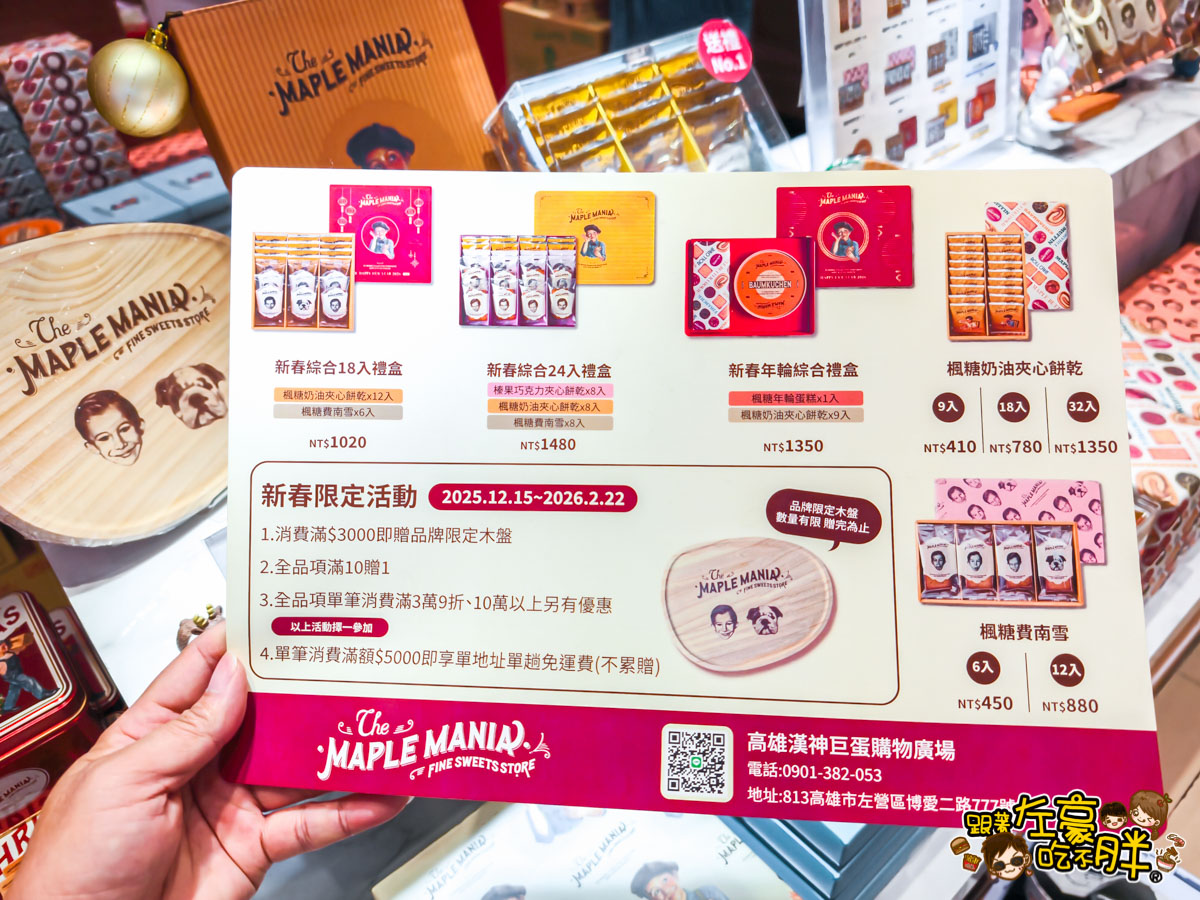 The
MAPLE MANIA
FINE SWEETS STORE
送禮
No.1
The
MAPLE MANIA
FINE SWEETS STORE
The
MAPLE MANIA
MAPLE MANIA
The
MAPLE MANIA
BAUMKUCHEN
新春綜合18入禮盒
楓糖奶油夾心餅乾x12入
楓糖費南雪x6入
NT$1020
新春綜合24入禮盒
榛果巧克力夾心餅乾x8入
楓糖奶油夾心餅乾x8入
楓糖費南雪x8入
NT$1480
新春年輪綜合禮盒
楓糖年輪蛋糕x1入
楓糖奶油夾心餅乾x9入
NT$1350
楓糖奶油夾心餅乾
9入 18入 32入
NT$410 NT$780 NT$1350
新春限定活動 2025.12.15~2026.2.22
1.消費滿$3000即贈品牌限定木盤
2.全品項滿10贈1
3.全品項單筆消費滿3萬9折、10萬以上另有優惠
以上活動擇一參加
4.單筆消費滿額$5000即享單地址單趟免運費(不累贈)
品牌限定木盤
數量有限 贈完為止
The
MAPLE MANIA
FINE SWEETS STORE
楓糖費南雪
6入 12入
NT$450 NT$880
The
MAPLE MANIA
FINE SWEETS STORE
高雄漢神巨蛋購物廣場
電話:0901-382-053
地址:813高雄市左營區博愛二路777號
跟著左豪吃不胖®